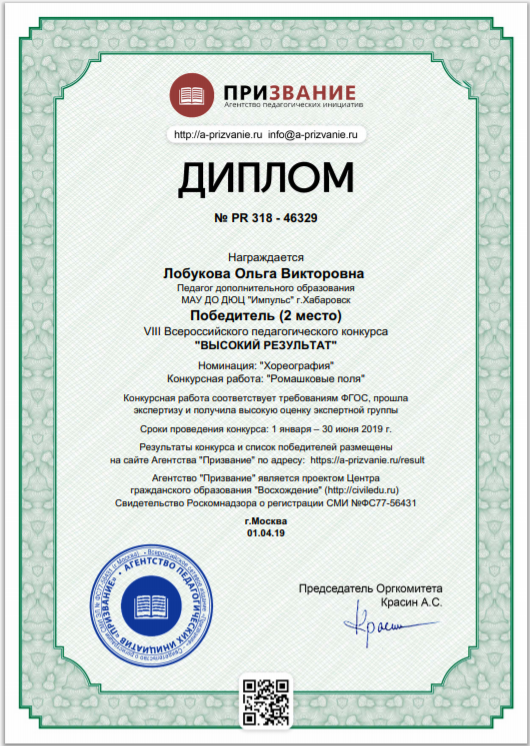 ПРИЗВАНИЕ
Агентство педагогических инициатив
http://a-prizvanie.ru info@a-prizvanie.ru
ДИПЛОМ
№ PR 318 - 46329
Награждается
Лобукова Ольга Викторовна
Педагог дополнительного образования
МАУ ДО ДЮЦ "Импульс" г.Хабаровск
Победитель (2 место)
VIII Всероссийского педагогического конкурса
"ВЫСОКИЙ РЕЗУЛЬТАТ"
Номинация: "Хореография"
Конкурсная работа: "Ромашковые поля"
Конкурсная работа соответствует требованиям ФГОС, прошла
экспертизу и получила высокую оценку экспертной группы
Сроки проведения конкурса: 1 января – 30 июня 2019 г.
Результаты конкурса и список победителей размещены
на сайте Агентства "Призвание" по адресу: https://a-prizvanie.ru/result
Агентство "Призвание" является проектом Центра
гражданского образования "Восхождение" (http://civiledu.ru)
Свидетельство Роскомнадзора о регистрации СМИ №ФС77-56431
г.Москва
01.04.19
Председатель Оргкомитета
Красин А.С.
Красин
АГЕНТСТВО ПЕДАГОГИЧЕСКИХ ИНИЦИАТИВ «ПРИЗВАНИЕ»